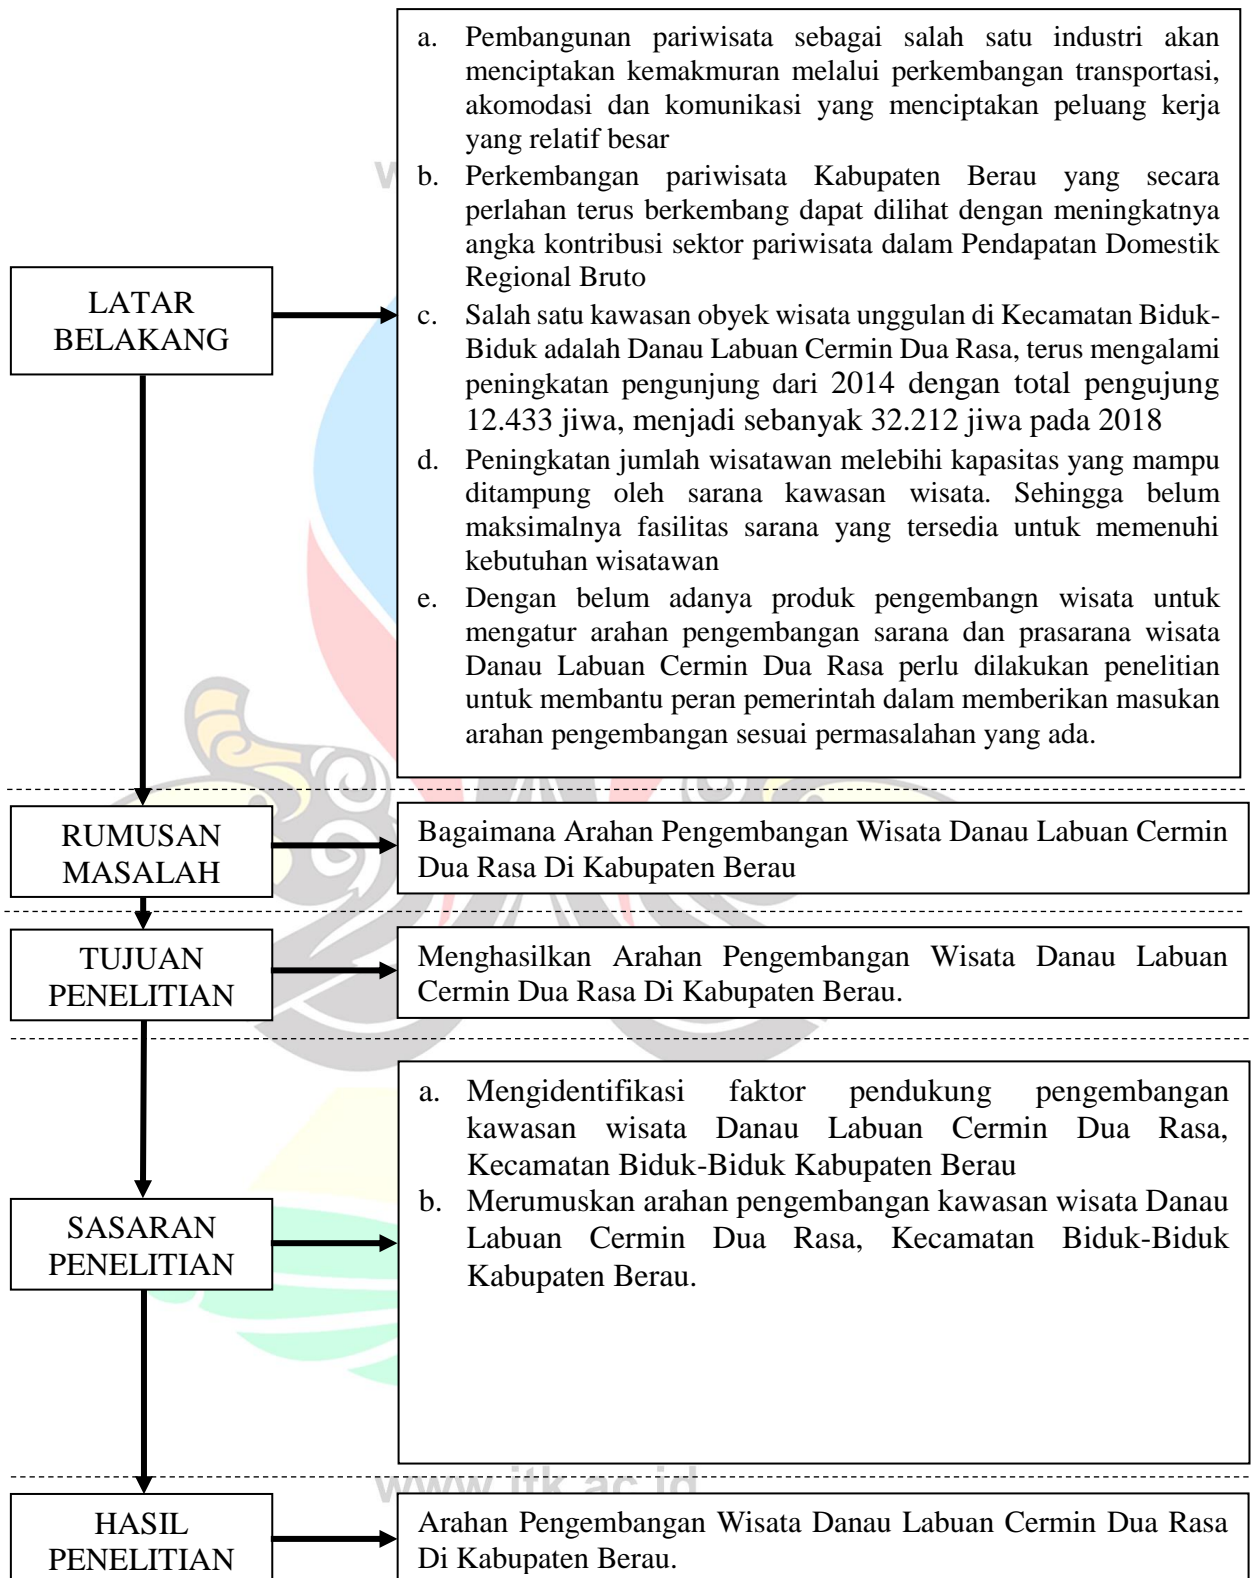 a. Pembangunan pariwisata sebagai salah satu industri akan
menciptakan kemakmuran melalui perkembangan transportasi,
akomodasi dan komunikasi yang menciptakan peluang kerja
yang relatif besar
b. Perkembangan pariwisata Kabupaten Berau yang secara
perlahan terus berkembang dapat dilihat dengan meningkatnya
angka kontribusi sektor pariwisata dalam Pendapatan Domestik
Regional Bruto
LATAR
BELAKANG
c. Salah satu kawasan obyek wisata unggulan di Kecamatan Biduk-
Biduk adalah Danau Labuan Cermin Dua Rasa, terus mengalami
peningkatan pengunjung dari 2014 dengan total pengujung
12.433 jiwa, menjadi sebanyak 32.212 jiwa pada 2018
d. Peningkatan jumlah wisatawan melebihi kapasitas yang mampu
ditampung oleh sarana kawasan wisata. Sehingga belum
maksimalnya fasilitas sarana yang tersedia untuk memenuhi
kebutuhan wisatawan
e. Dengan belum adanya produk pengembangn wisata untuk
mengatur arahan pengembangan sarana dan prasarana wisata
Danau Labuan Cermin Dua Rasa perlu dilakukan penelitian
untuk membantu peran pemerintah dalam memberikan masukan
arahan pengembangan sesuai permasalahan yang ada.
RUMUSAN
MASALAH
Bagaimana Arahan Pengembangan Wisata Danau Labuan Cermin
Dua Rasa Di Kabupaten Berau
TUJUAN
PENELITIAN
Menghasilkan Arahan Pengembangan Wisata Danau Labuan
Cermin Dua Rasa Di Kabupaten Berau.
a. Mengidentifikasi faktor pendukung pengembangan
kawasan wisata Danau Labuan Cermin Dua Rasa,
Kecamatan Biduk-Biduk Kabupaten Berau
b. Merumuskan arahan pengembangan kawasan wisata Danau
Labuan Cermin Dua Rasa, Kecamatan Biduk-Biduk
Kabupaten Berau.
SASARAN
PENELITIAN
www.itk.ac.id
HASIL
PENELITIAN
Arahan Pengembangan Wisata Danau Labuan Cermin Dua Rasa
Di Kabupaten Berau.